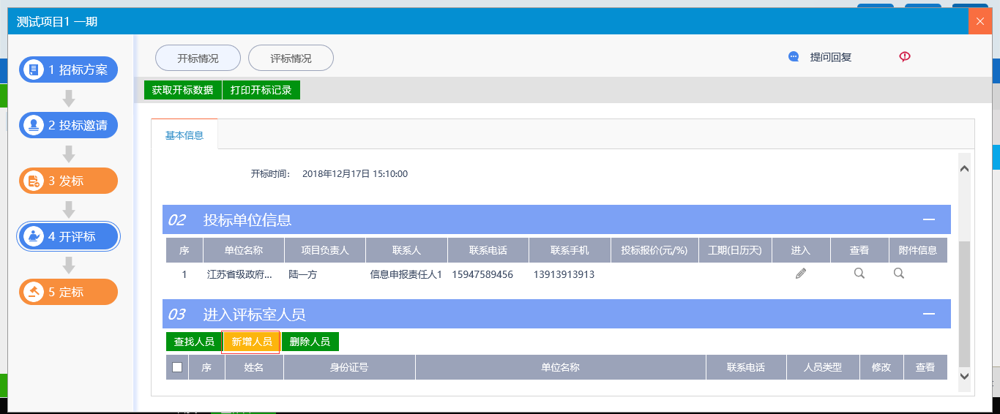 测试项目1 一期
1 招标方案
2 投标邀请
3 发标
4 开评标
5 定标
开标情况 评标情况 提问回复
获取开标数据 打印开标记录
基本信息
开标时间： 2018年12月17日 15:10:00
02 投标单位信息
序 单位名称 项目负责人 联系人 联系电话 联系手机 投标报价(元/%) 工期(日历天) 进入 查看 附件信息
1 江苏省级政府... 陆一方 信息申报责任人1 15947589456 13913913913
03 进入评标室人员
查找人员 新增人员 删除人员
序 姓名 身份证号 单位名称 联系电话 人员类型 修改 查看